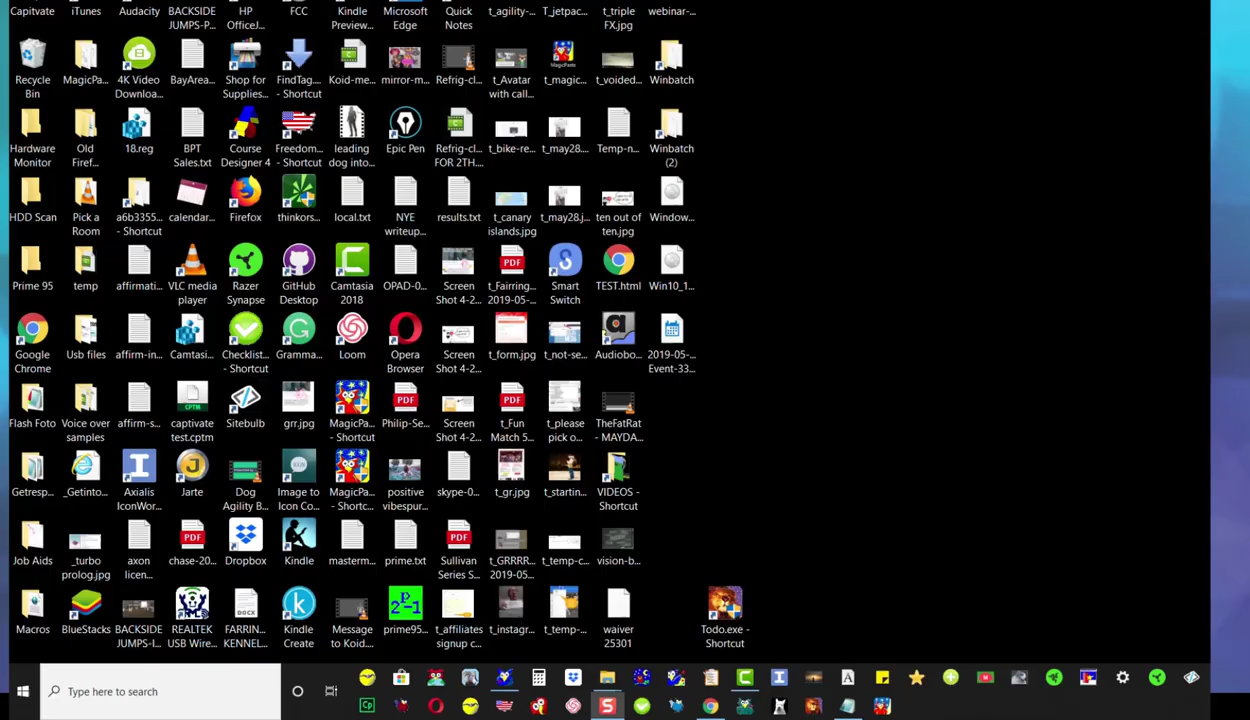 Capitvate iTunes Audacity BACKSIDE HP FCC Kindle Microsoft Quick t_agility-... T_jetpac... t_triple webinar-...
JUMPS-P... OfficeJ... Preview... Edge Notes FX.jpg
Recycle MagicPa... 4K Video BayArea... Shop for FindTag... Koid-me... mirror-m... Refrig-cl... t_Avatar t_magic... t_voided... Winbatch
Bin Downloa... Supplies... - Shortcut with call...
Hardware Old 18.reg BPT Course Freedom... leading Epic Pen Refrig-cl... t_bike-re... t_may28.... Temp-n... Winbatch
Monitor Firef... Sales.txt Designer 4 - Shortcut dog into... FOR 2TH.... (2)
HDD Scan Pick a a6b3355... calendar... Firefox thinkors... local.txt NYE results.txt t_canary t_may28.j... ten out of Window...
Room - Shortcut writeup... islands.jpg ten.jpg
PDF
Prime 95 temp affirmati... VLC media Razer GitHub Camtasia OPAD-0... Screen t_Fairring... Smart TEST.html Win10_1...
player Synapse Desktop 2018 Shot 4-2... 2019-05-... Switch
Google Usb files affirm-in... Camtasi... Checklist... Gramma... Loom Opera Screen t_form.jpg t_not-se... Audiobo... 2019-05-...
Chrome - Shortcut Browser Shot 4-2... Event-33...
CPTM PDF PDF
Flash Foto Voice over affirm-s... captivate Sitebulb grr.jpg MagicPa... Philip-Se... Screen t_Fun t_please TheFatRat
samples test.cptm - Shortcut Shot 4-2... Match 5... pick o... - MAYDA...
Getresp... _Getinto... Axialis Jarte Dog Image to MagicPa... positive skype-0... t_gr.jpg t_startin... VIDEOS -
IconWor... Agility B... Icon Co... - Shortc... vibespur... Shortcut
PDF PDF
Job Aids _turbo axon chase-20... Dropbox Kindle masterm... prime.txt Sullivan t_GRRRR... t_temp-c... vision-b...
prolog.jpg licen... Series S... 2019-05-...
Macros BlueStacks BACKSIDE REALTEK FARRIN... Kindle Message prime95... t_affiliates t_instagr... t_temp-... waiver Todo.exe -
JUMPS-I... USB Wire... KENNEL... Create to Koid... signup c... 25301 Shortcut
Type here to search